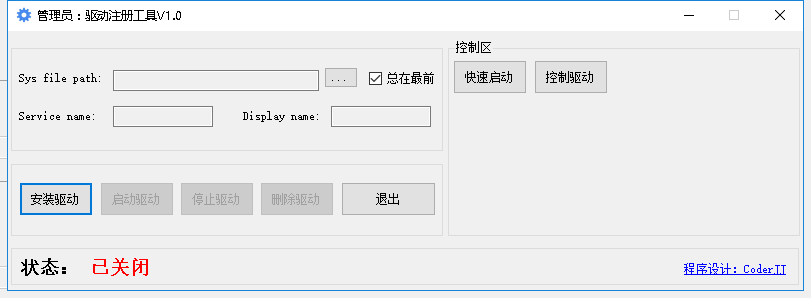 管理员：驱动注册工具V1.0
控制区
Sys file path: ... 总在最前
快速启动 控制驱动
Service name: Display name:
安装驱动 启动驱动 停止驱动 删除驱动 退出
状态： 已关闭
程序设计：CoderJJ